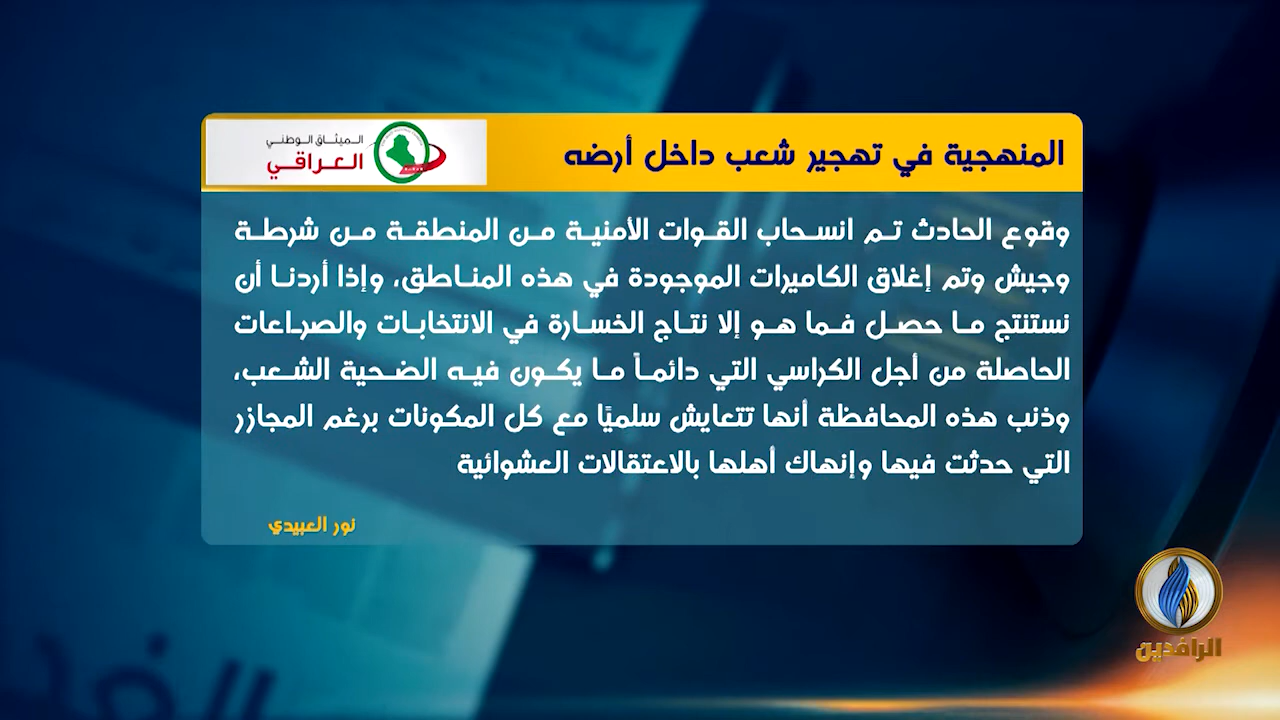 المنهجية في تهجير شعب داخل أرضه
الميثاق الوطني
العراقي
وقوع الحادث تم انسحاب القوات الأمنية من المنطقة من شرطة
وجيش وتم إغلاق الكاميرات الموجودة في هذه المناطق، وإذا أردنا أن
نستنتج ما حصل فما هو إلا نتاج الخسارة في الانتخابات والصراعات
الحاصلة من أجل الكراسي التي دائماً ما يكون فيه الضحية الشعب،
وذنب هذه المحافظة أنها تتعايش سلميًا مع كل المكونات برغم المجازر
التي حدثت فيها وإنهاك أهلها بالاعتقالات العشوائية
نور العبيدي
الرافدين